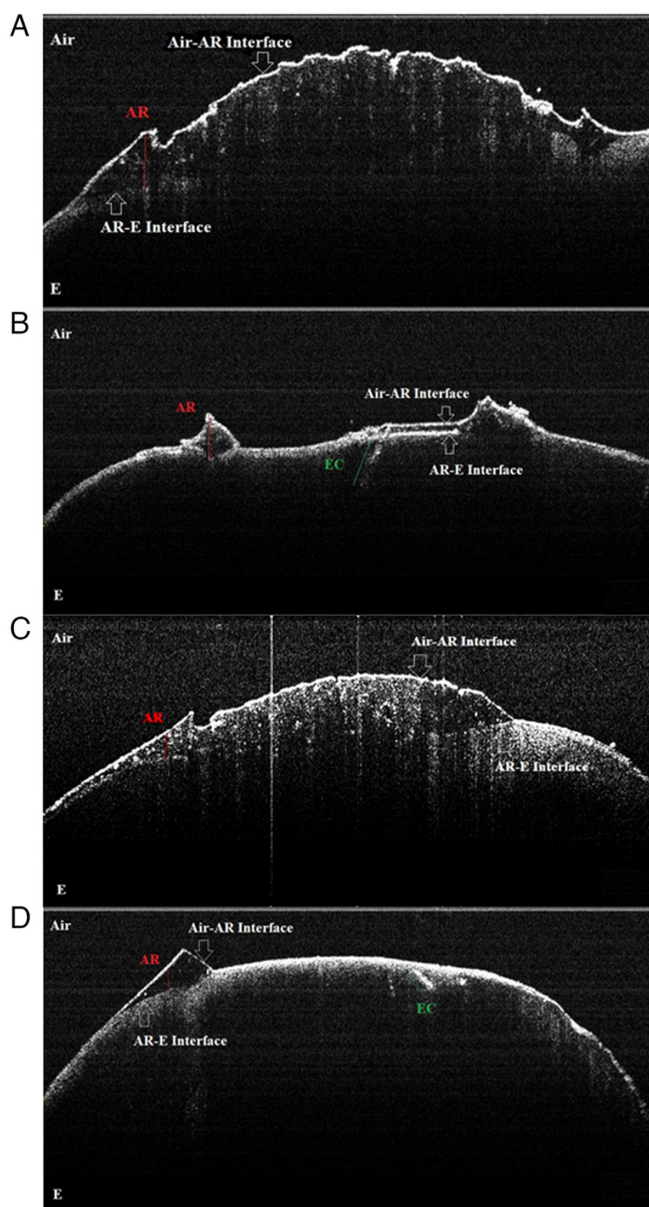 A
Air
Air-AR Interface
AR
AR-E Interface
E
B
Air
Air-AR Interface
AR
EC
AR-E Interface
E
C
Air
Air-AR Interface
AR
AR-E Interface
E
D
Air
Air-AR Interface
AR
EC
AR-E Interface
E